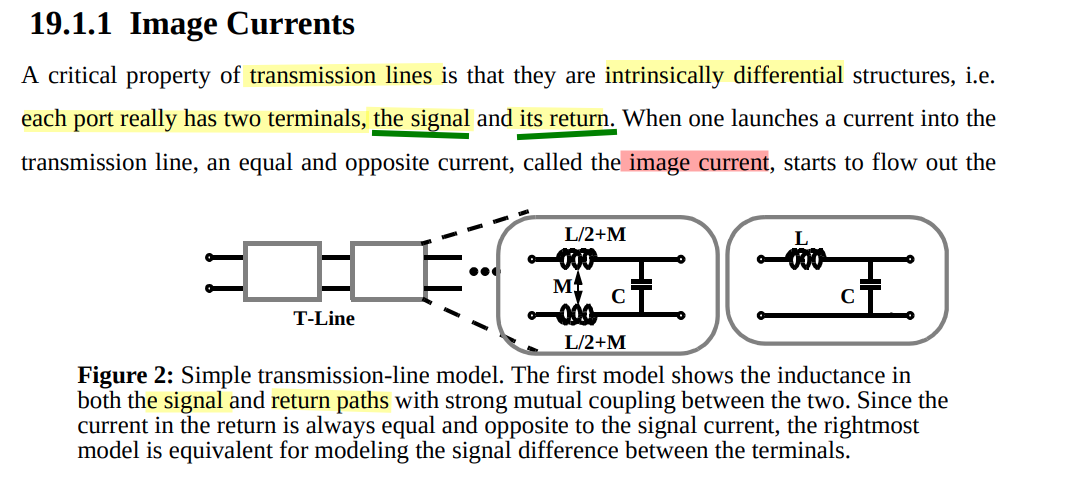 19.1.1 Image Currents
A critical property of transmission lines is that they are intrinsically differential structures, i.e.
each port really has two terminals, the signal and its return. When one launches a current into the
transmission line, an equal and opposite current, called the image current, starts to flow out the
L/2+M
L
M
C
C
T-Line
L/2+M
Figure 2: Simple transmission-line model. The first model shows the inductance in
both the signal and return paths with strong mutual coupling between the two. Since the
current in the return is always equal and opposite to the signal current, the rightmost
model is equivalent for modeling the signal difference between the terminals.